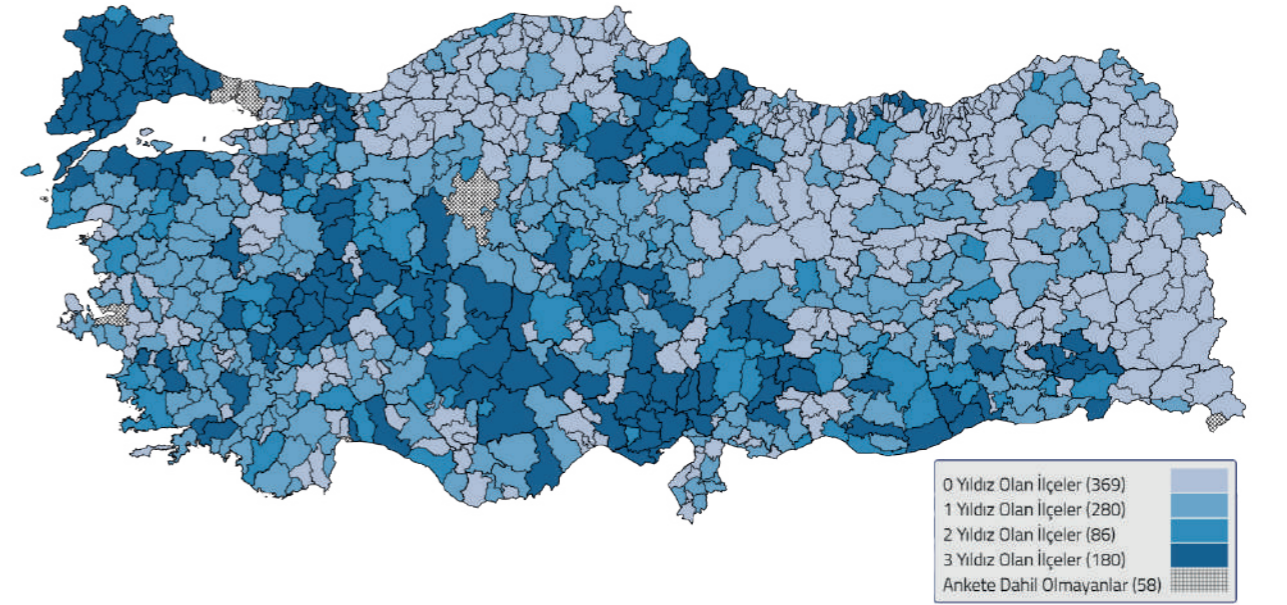 0 Yıldız Olan İlçeler (369)
1 Yıldız Olan İlçeler (280)
2 Yıldız Olan İlçeler (86)
3 Yıldız Olan İlçeler (180)
Ankete Dahil Olmayanlar (58)